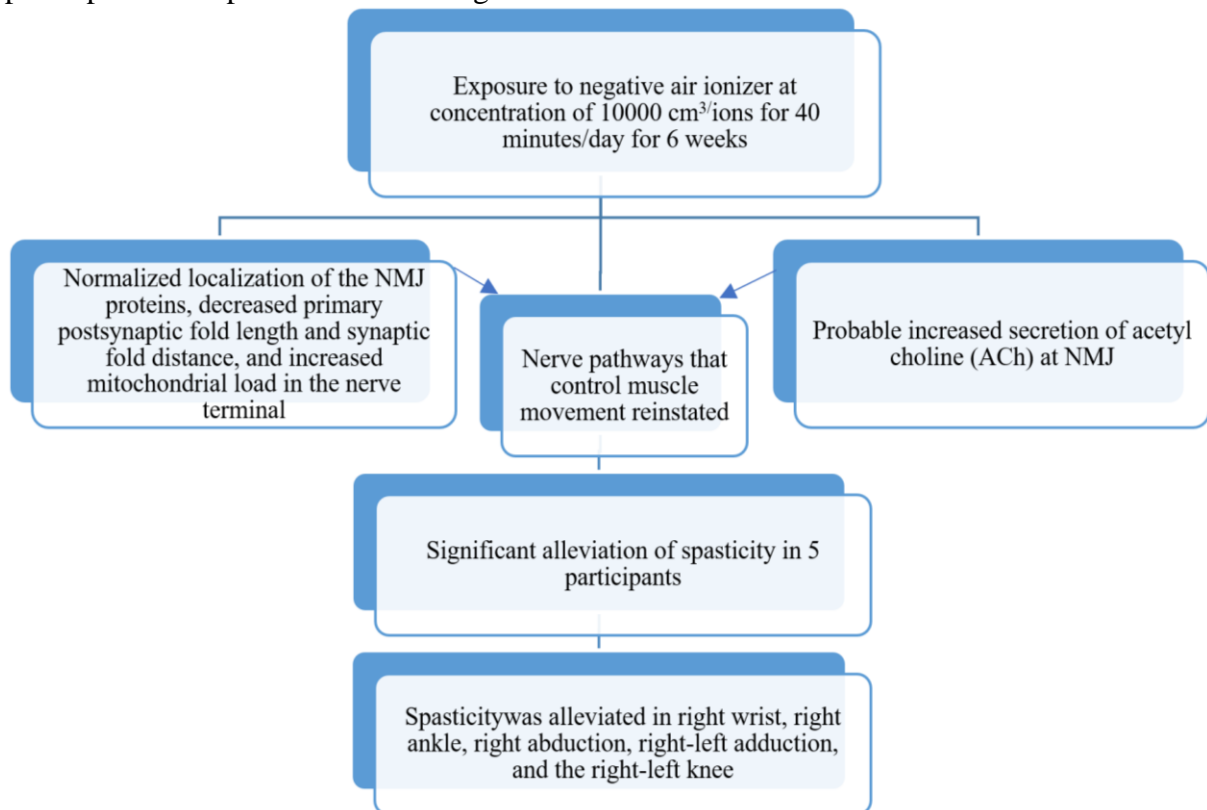 Exposure to negative air ionizer at
concentration of 10000 cm³/ions for 40
minutes/day for 6 weeks
Normalized localization of the NMJ
proteins, decreased primary
postsynaptic fold length and synaptic
fold distance, and increased
mitochondrial load in the nerve
terminal
Nerve pathways that
control muscle
movement reinstated
Probable increased secretion of acetyl
choline (ACh) at NMJ
Significant alleviation of spasticity in 5
participants
Spasticitywas alleviated in right wrist, right
ankle, right abduction, right-left adduction,
and the right-left knee